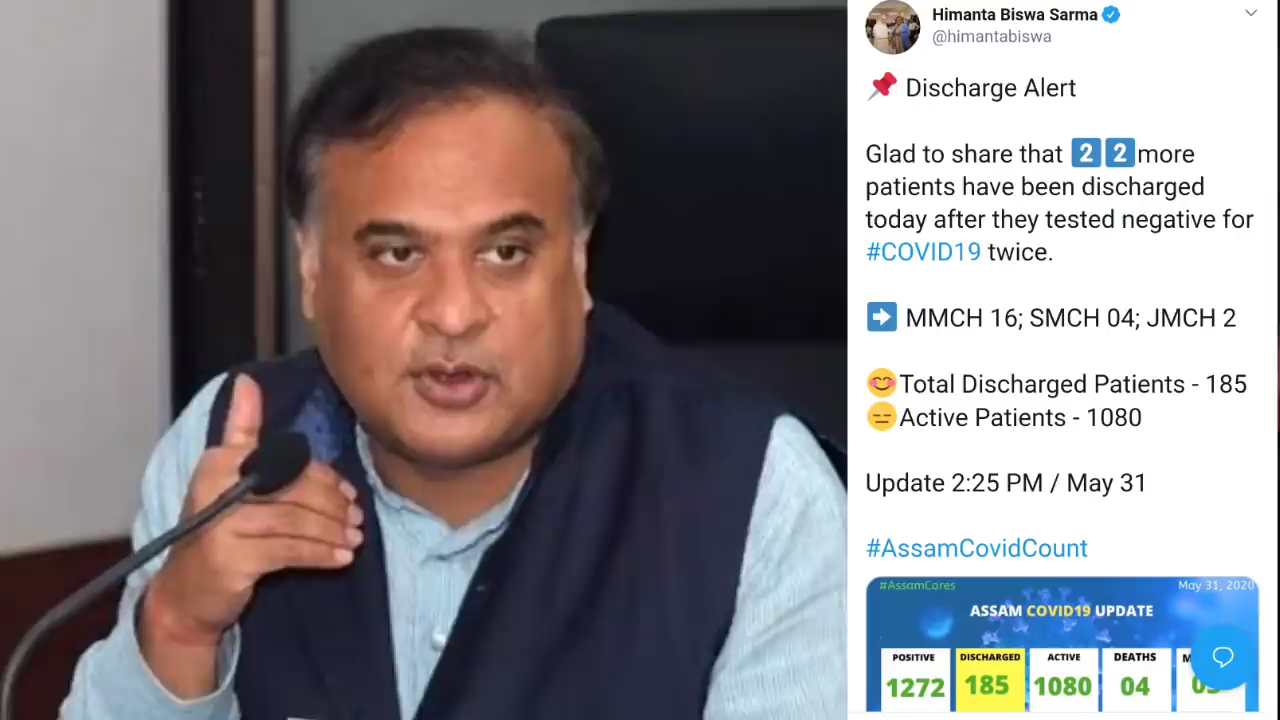 Himanta Biswa Sarma
@himantabiswa
Discharge Alert
Glad to share that 2 2 more
patients have been discharged
today after they tested negative for
#COVID19 twice.
MMCH 16; SMCH 04; JMCH 2
Total Discharged Patients - 185
Active Patients - 1080
Update 2:25 PM / May 31
#AssamCovidCount
#AssamCares May 31, 2020
ASSAM COVID19 UPDATE
POSITIVE DISCHARGED ACTIVE DEATHS
1272 185 1080 04